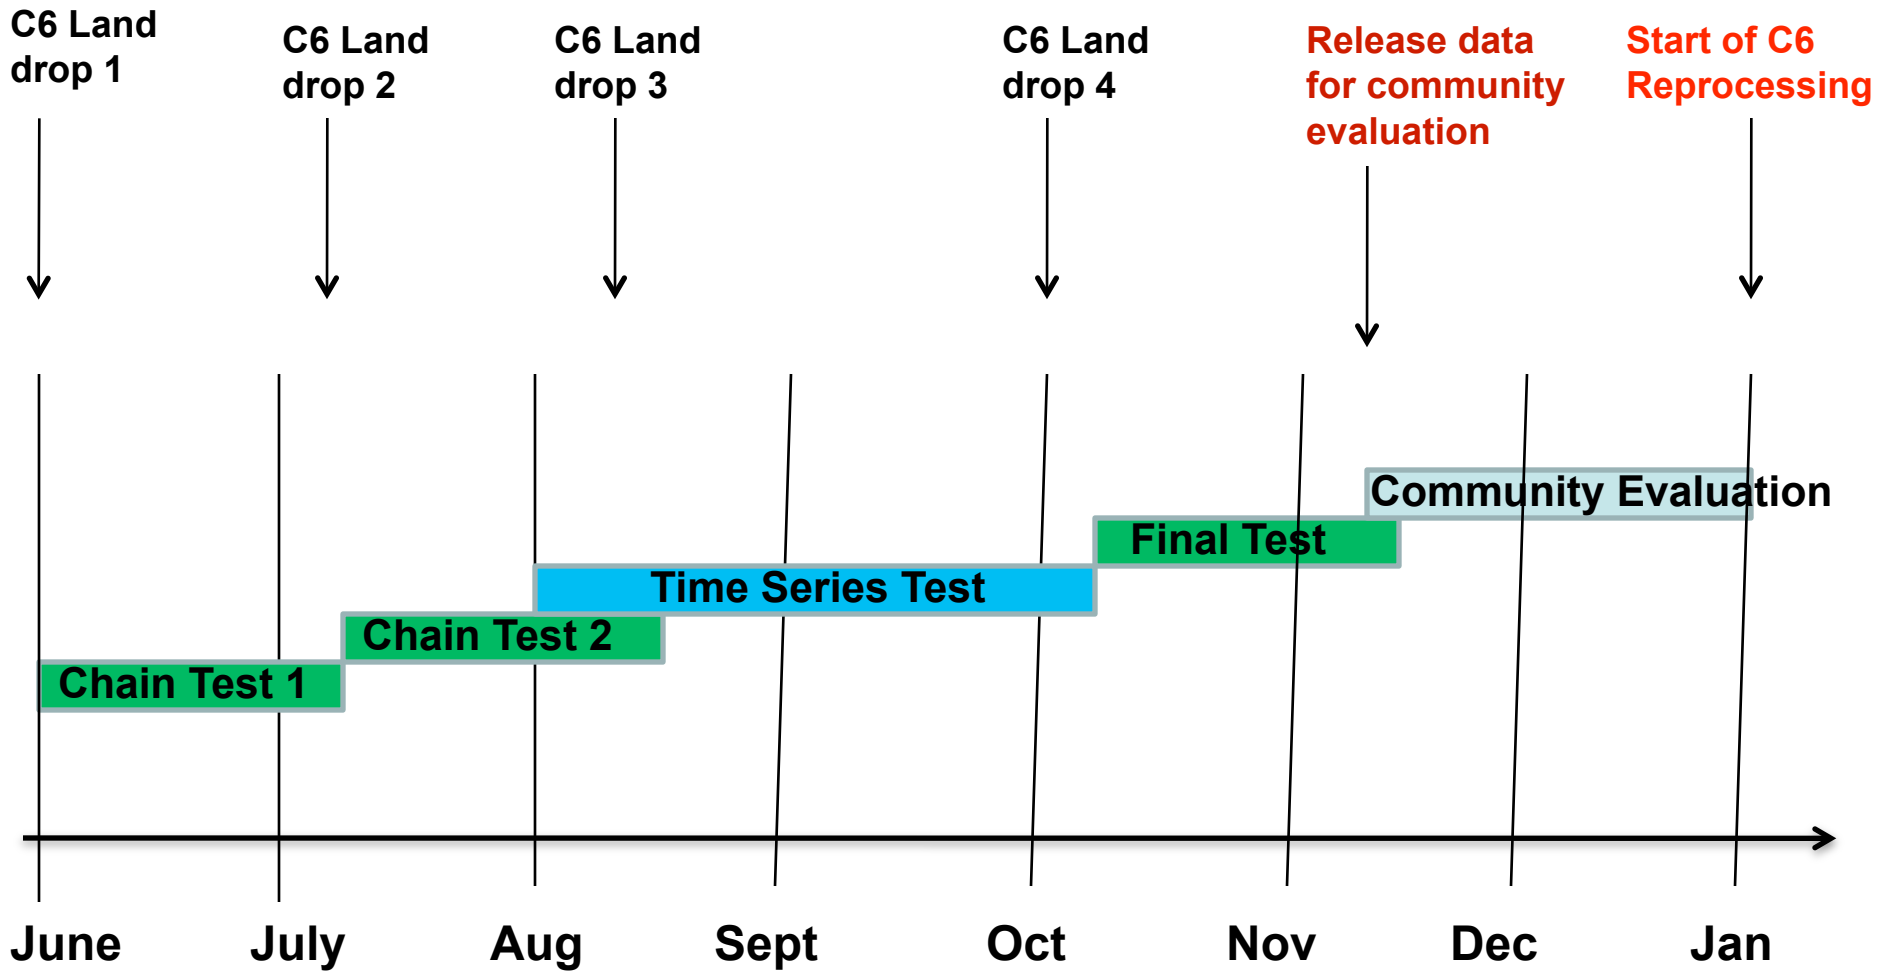 C6 Land
drop 1
C6 Land
drop 2
C6 Land
drop 3
C6 Land
drop 4
Release data
for community
evaluation
Start of C6
Reprocessing
Community Evaluation
Final Test
Time Series Test
Chain Test 2
Chain Test 1
June
July
Aug
Sept
Oct
Nov
Dec
Jan